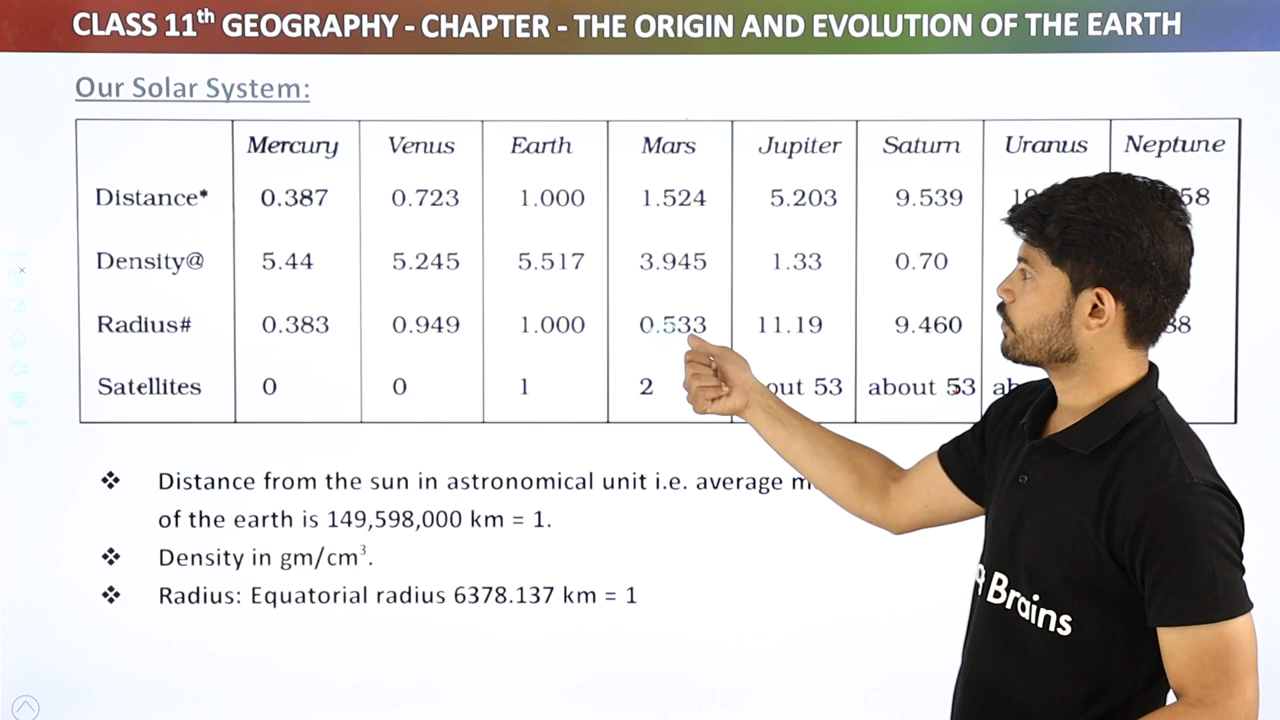 CLASS 11th GEOGRAPHY - CHAPTER - THE ORIGIN AND EVOLUTION OF THE EARTH
Our Solar System:
Mercury Venus Earth Mars Jupiter Saturn Uranus Neptune
Distance* 0.387 0.723 1.000 1.524 5.203 9.539
Density@ 5.44 5.245 5.517 3.945 1.33 0.70
Radius# 0.383 0.949 1.000 0.533 11.19 9.460
Satellites 0 0 1 2 53 about 53
❖ Distance from the sun in astronomical unit i.e. average
of the earth is 149,598,000 km = 1.
❖ Density in gm/cm³.
❖ Radius: Equatorial radius 6378.137 km = 1
Brains